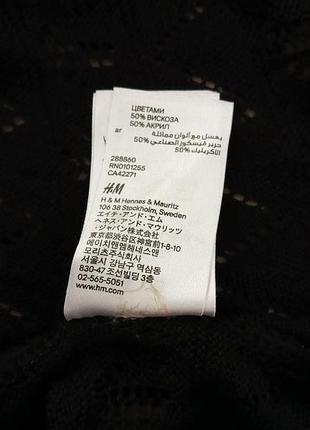 ЦВЕТАМИ
50% ВИСКОЗА
50% АКРИЛ
ar
يغسل مع ألوان مماثلة
50% حرير فيسكوز الصناعي
50% الاكريليك
288860
RN0101255
CA42271
H&M
H & M Hennes & Mauritz
106 38 Stockholm, Sweden
エイチ・アンド・エム
ヘネス・アンド・マウリッツ
・ジャパン株式会社
東京都渋谷区神宮前1-8-10
에이치앤엠헤네스앤
모리츠주식회사
서울시 강남구 역삼동
830-47 조선빌딩 3층
02-565-5051
www.hm.com